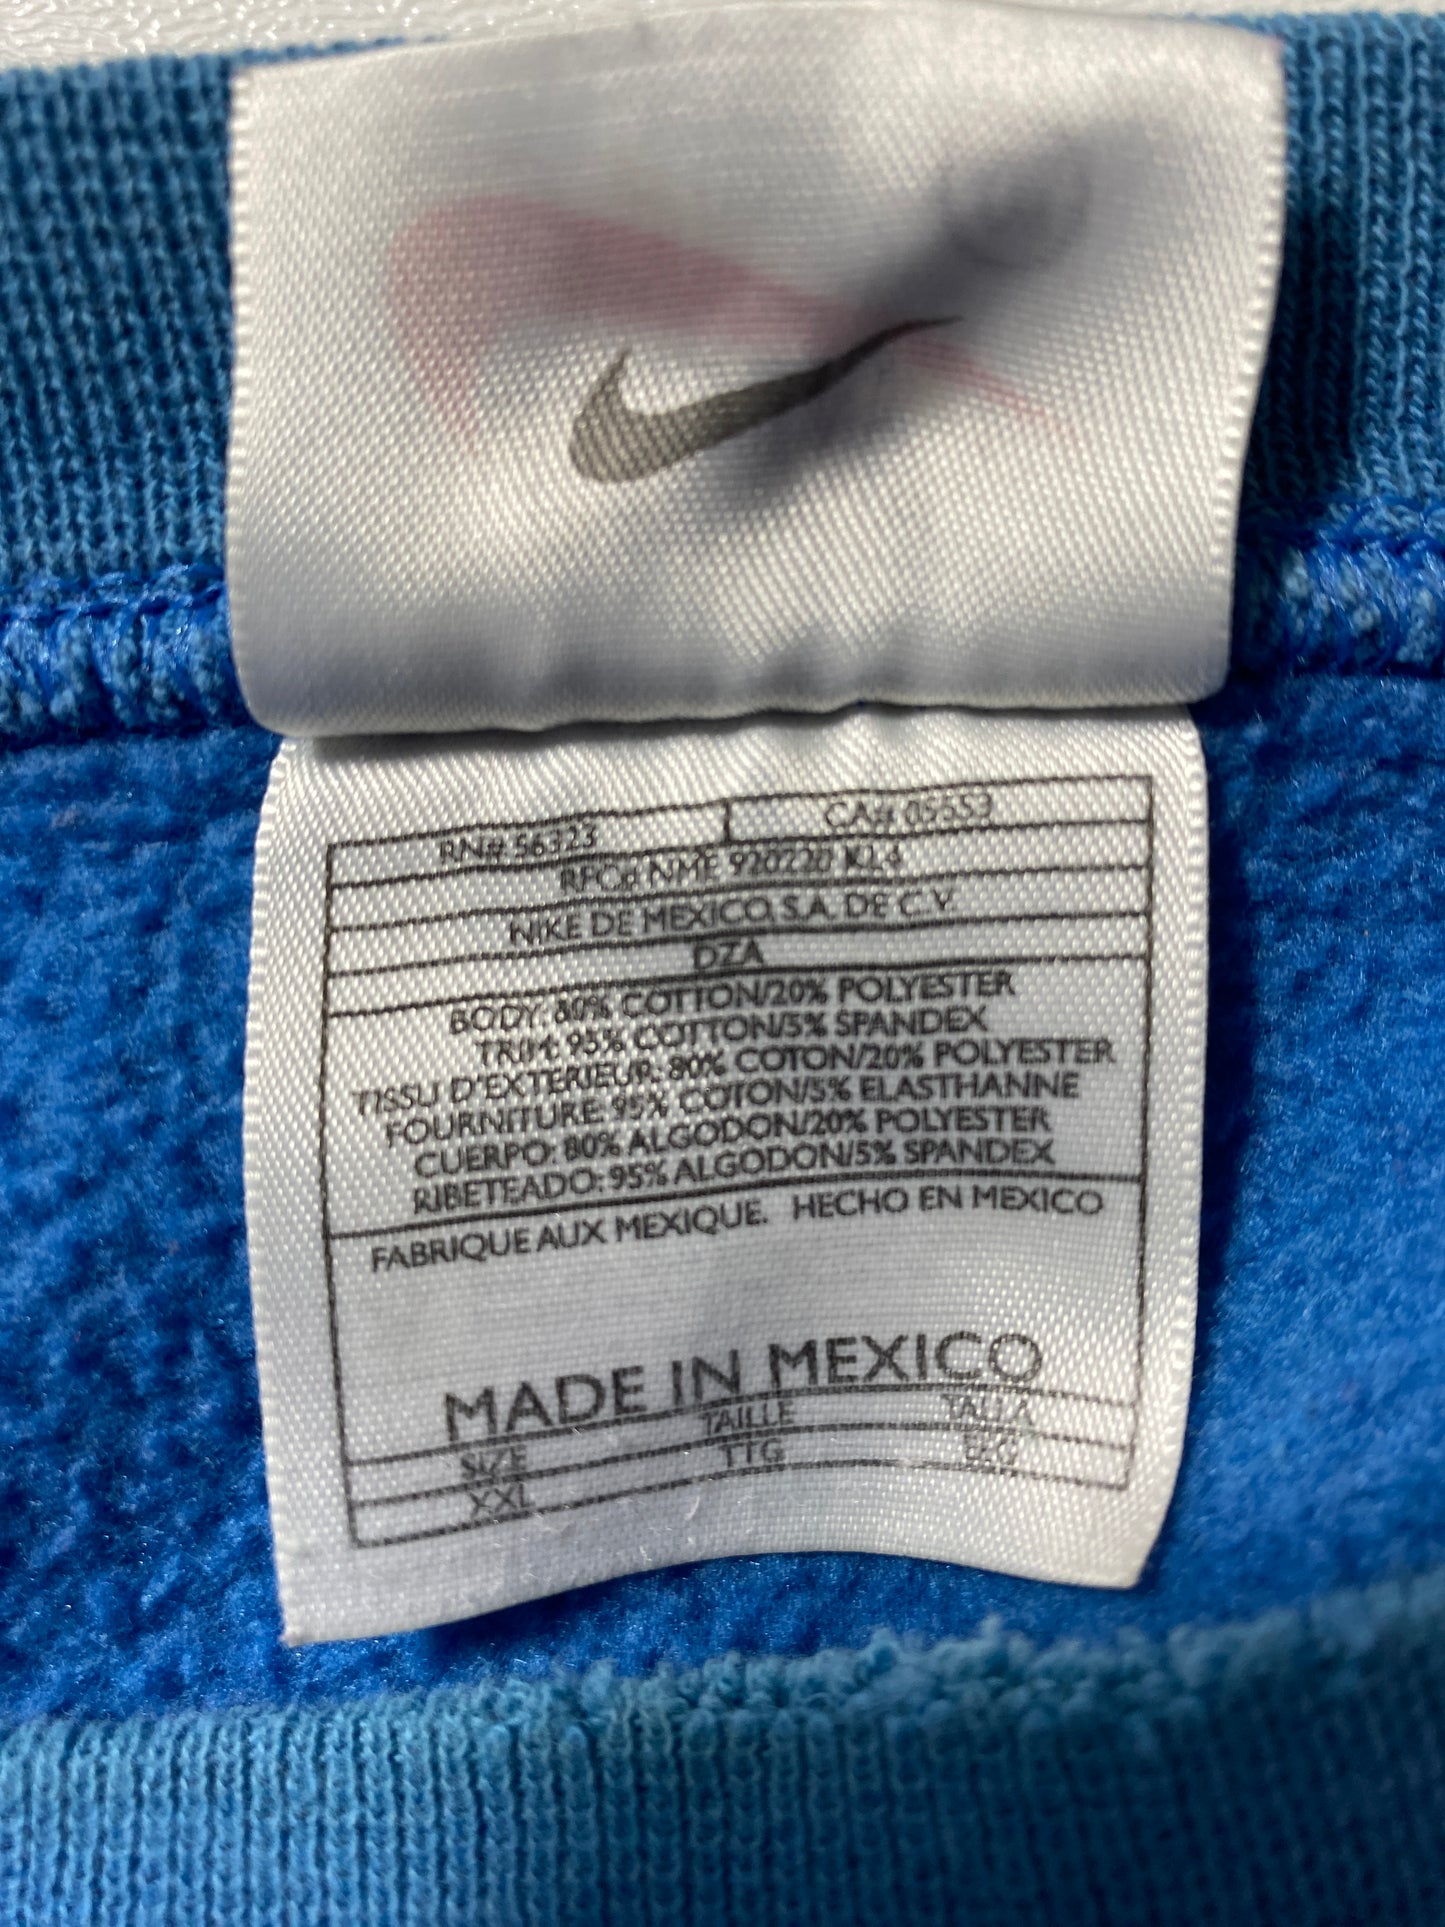 RN# 56323 CA# 05553
RFC# NME 920220 KL4
NIKE DE MEXICO, S.A. DE C.V.
DZA
BODY: 80% COTTON/20% POLYESTER
TRIM: 95% COTTON/5% SPANDEX
TISSU D'EXTERIEUR: 80% COTON/20% POLYESTER
FOURNITURE: 95% COTON/5% ELASTHANNE
CUERPO: 80% ALGODON/20% POLYESTER
RIBETEADO: 95% ALGODON/5% SPANDEX
FABRIQUE AUX MEXIQUE. HECHO EN MEXICO
MADE IN MEXICO
SIZE TAILLE TALLA
XXL TTG